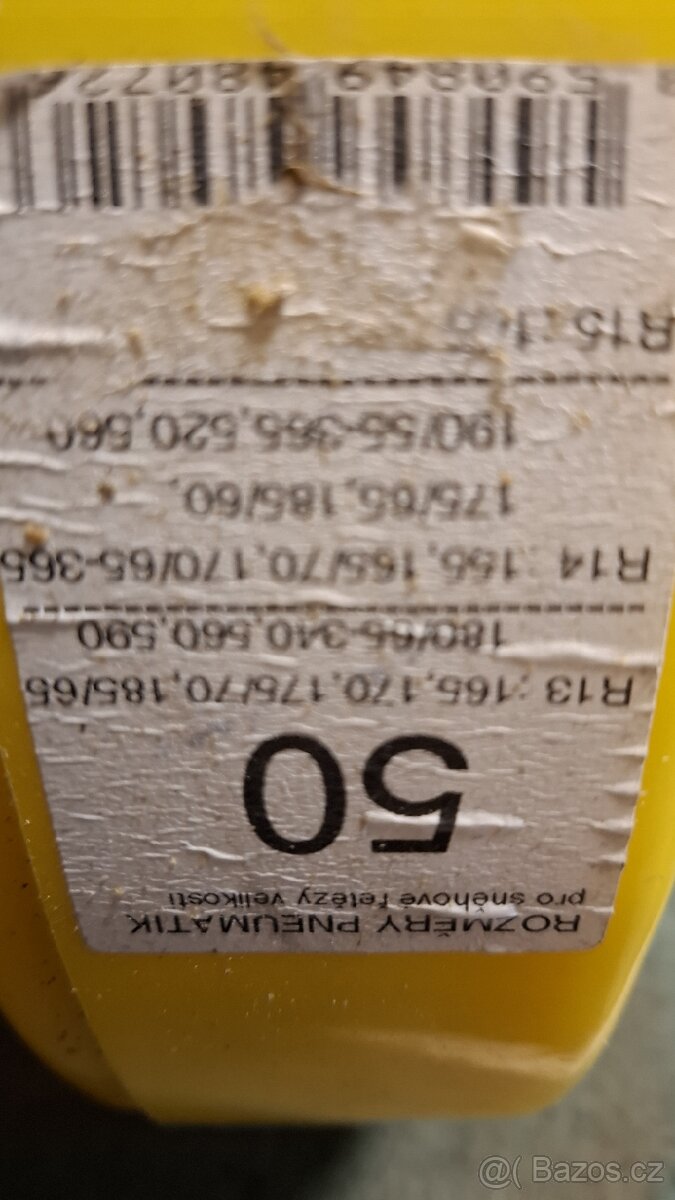 ROZMĚRY PNEUMATIK
pro sněhové řetězy velikosti
50
R13 : 165,170,175/70,185/65
180/65-340,560,590
R14 : 155,165/70,170/65-365
175/65,185/60,
190/55-365,520,560
R15 :
590849 480724
@( Bazos.cz